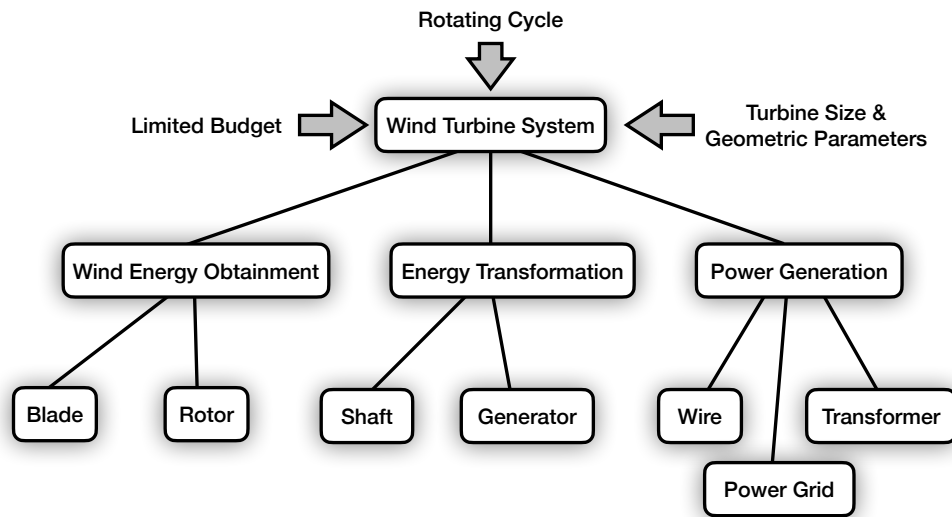 Rotating Cycle
Limited Budget
Wind Turbine System
Turbine Size &
Geometric Parameters
Wind Energy Obtainment
Energy Transformation
Power Generation
Blade
Rotor
Shaft
Generator
Wire
Transformer
Power Grid